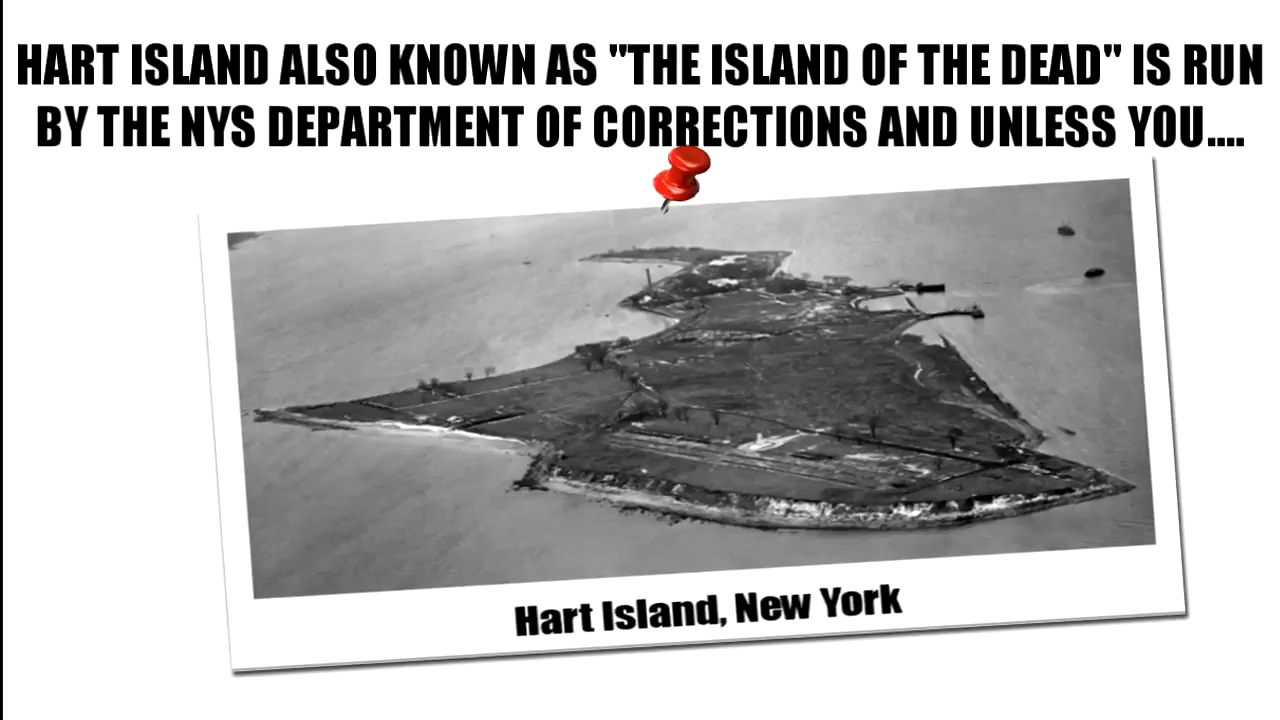 HART ISLAND ALSO KNOWN AS "THE ISLAND OF THE DEAD" IS RUN
BY THE NYS DEPARTMENT OF CORRECTIONS AND UNLESS YOU....
Hart Island, New York